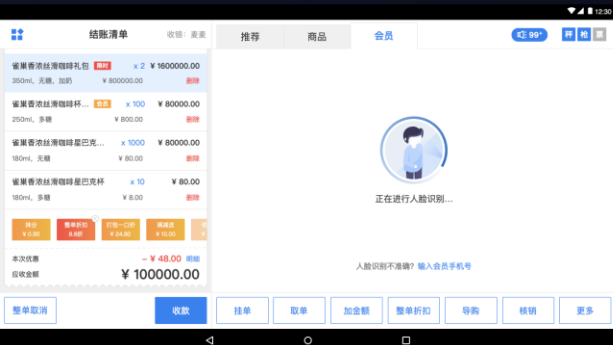 12:30
结账清单
收银：麦麦
推荐
商品
会员
99+
秤
枪
票
雀巢香浓丝滑咖啡礼包 限时 x 2 ¥ 1600000.00
350ml，无糖，加奶 ¥ 800000.00 删除
雀巢香浓丝滑咖啡杯... 会员 x 100 ¥ 80000.00
250ml，多糖 ¥ 800.00 删除
雀巢香浓丝滑咖啡星巴克... x 1000 ¥ 80000.00
180ml，无糖 ¥ 80.00 删除
雀巢香浓丝滑咖啡星巴克杯 x 10 ¥ 80.00
180ml，多糖 ¥ 8.00 删除
整单折扣
8.8折
打包一口价
¥ 24.80
满减送
¥ 10.00
¥ 0.80
本次优惠 - ¥ 48.00 明细
应收金额 ¥ 100000.00
正在进行人脸识别...
人脸识别不准确？输入会员手机号
整单取消
收款
挂单
取单
加金额
整单折扣
导购
核销
更多